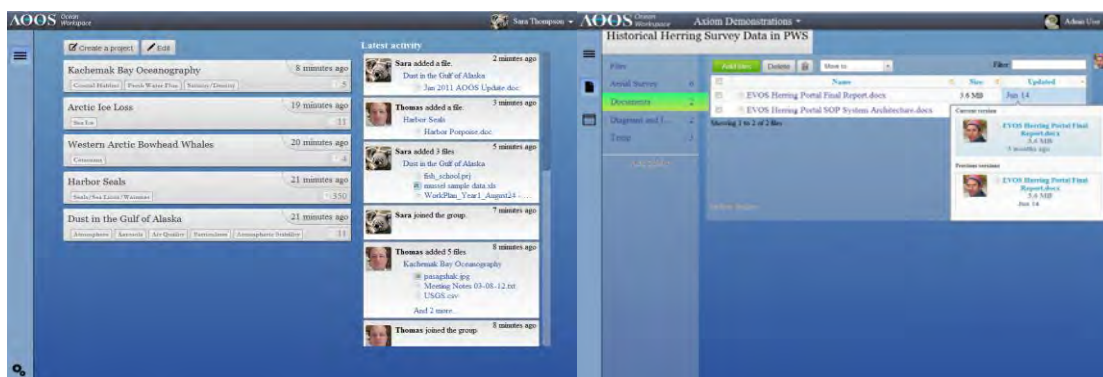 AOOS Ocean Workspace
Sara Thompson
Create a project
Edit
Kachemak Bay Oceanography
8 minutes ago
Coastal Habitat
Fresh Water Flux
Salinity/Density
5
Arctic Ice Loss
19 minutes ago
Sea Ice
11
Western Arctic Bowhead Whales
20 minutes ago
Cetaceans
4
Harbor Seals
21 minutes ago
Seals/Sea Lions/Walruses
350
Dust in the Gulf of Alaska
21 minutes ago
Atmosphere
Aerosols
Air Quality
Particulates
Atmospheric Stability
11
Latest activity
Sara added a file.
2 minutes ago
Dust in the Gulf of Alaska
Jan 2011 AOOS Update.doc
Thomas added a file.
3 minutes ago
Harbor Seals
Harbor Porpoise.doc
Sara added 3 files
5 minutes ago
Dust in the Gulf of Alaska
fish_school.prj
mussel sample data.xls
WorkPlan_Year1_August24 - ...
Sara joined the group.
7 minutes ago
Thomas added 5 files
8 minutes ago
Kachemak Bay Oceanography
pasagshak.jpg
Meeting Notes 03-08-12.txt
USGS.csv
And 2 more...
Thomas joined the group.
8 minutes ago
AOOS Ocean Workspace
Axiom Demonstrations
Admin User
Historical Herring Survey Data in PWS
Files
Aerial Survey
Documents 2
Temp
Add files
Delete
Move to
Filter
Name
Size
Updated
EVOS Herring Portal Final Report.docx
3.6 MB
Jun 14
EVOS Herring Portal SOP System Architecture.docx
Showing 1 to 2 of 2 files
Current version
EVOS Herring Portal Final
Report.docx
3.6 MB
3 months ago
Previous versions
EVOS Herring Portal Final
Report.docx
3.6 MB
Jun 14